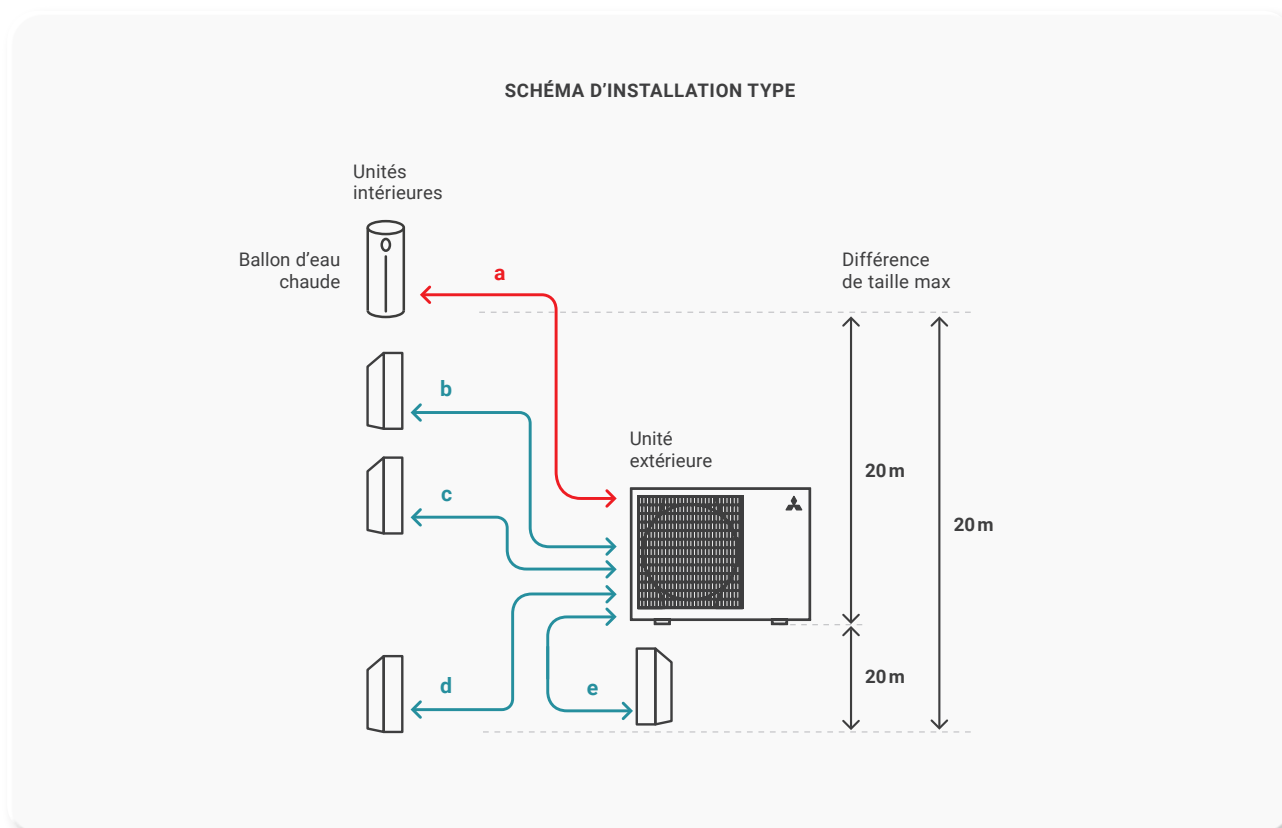 SCHÉMA D’INSTALLATION TYPE
Unités
intérieures
Ballon d’eau
chaude
a
Différence
de taille max
b
Unité
extérieure
20 m
c
20 m
20 m
d
e